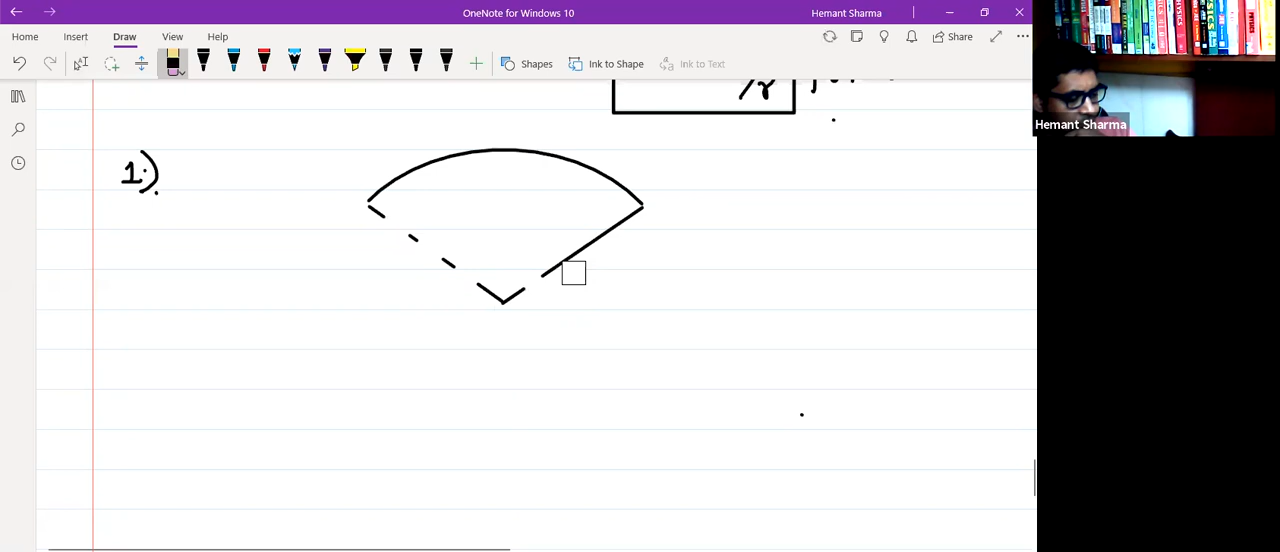 OneNote for Windows 10
Hemant Sharma
Home Insert Draw View Help
Share
Shapes Ink to Shape Ink to Text
Hemant Sharma
1.)
PHYSICS